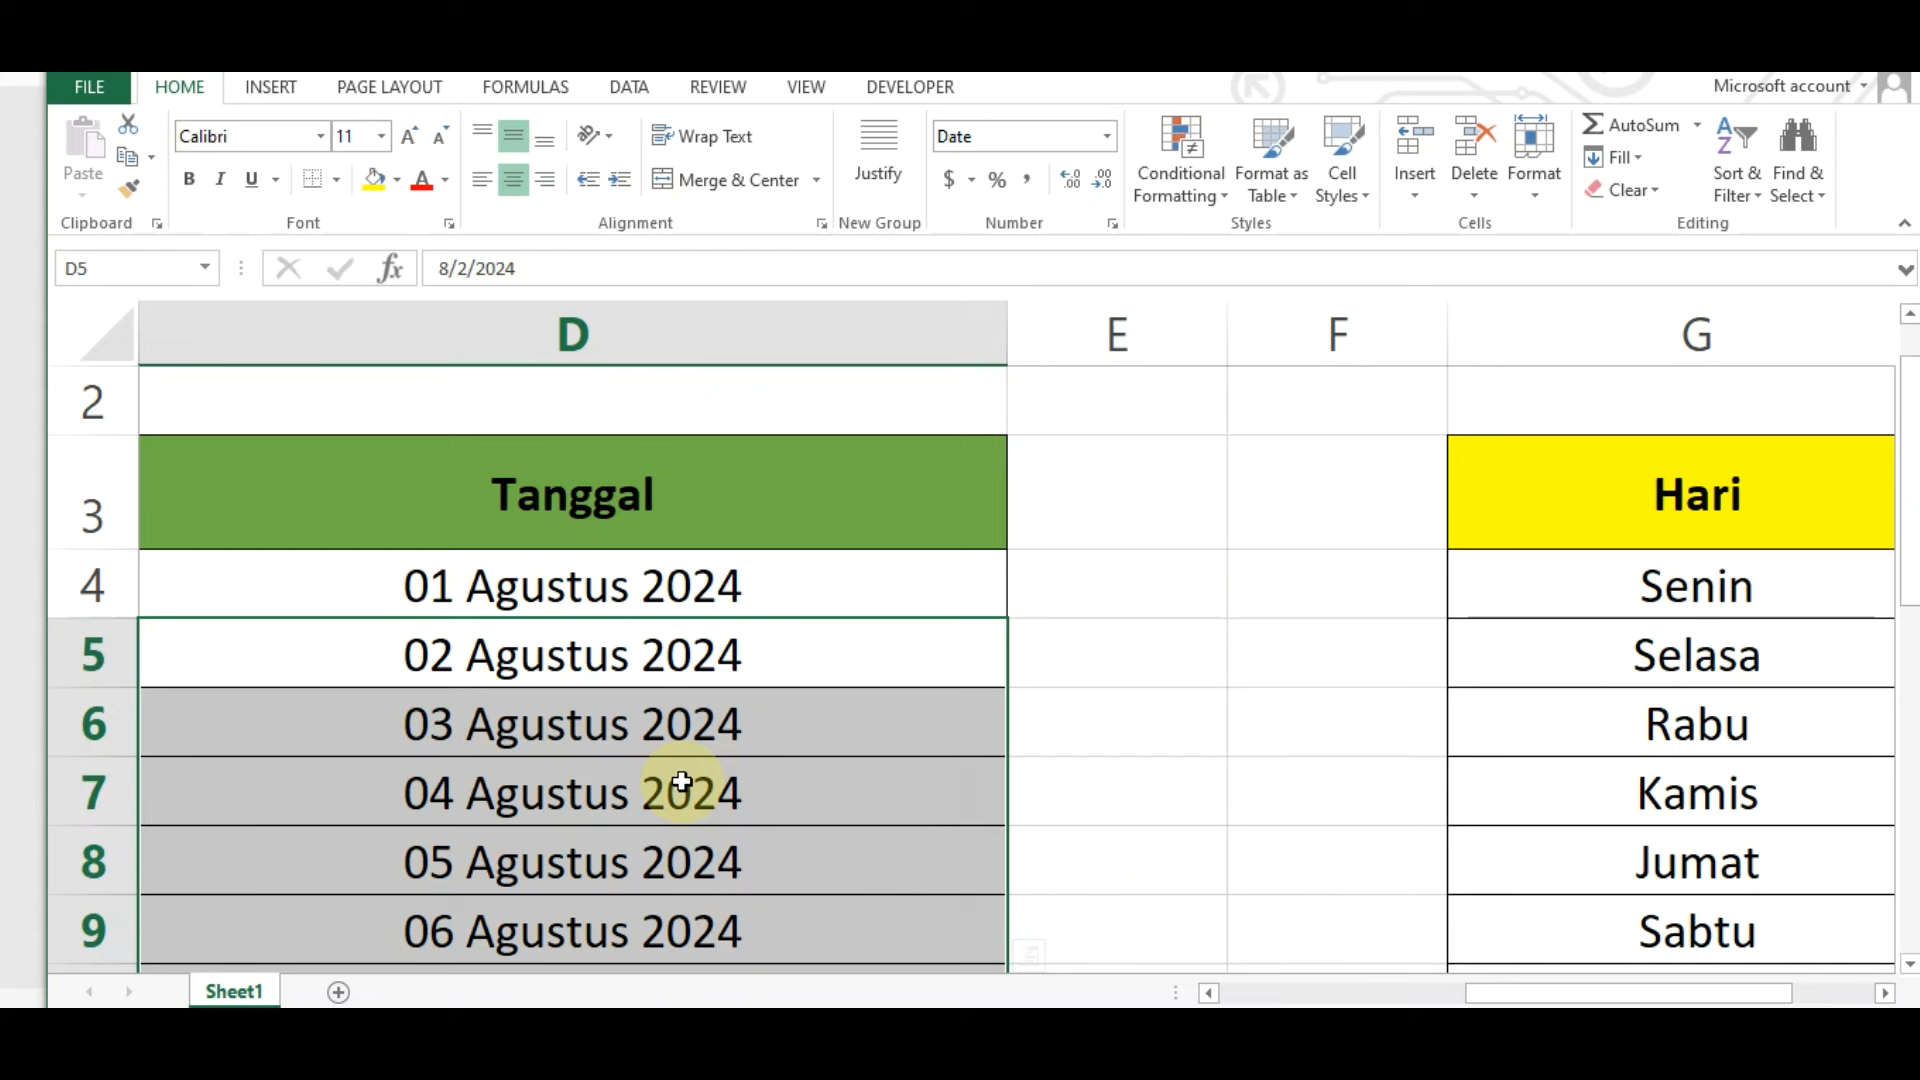 FILE HOME INSERT PAGE LAYOUT FORMULAS DATA REVIEW VIEW DEVELOPER Microsoft account
Calibri 11 Wrap Text Date AutoSum
Paste B I U Merge & Center Justify $ % , Conditional Formatting Format as Table Cell Styles Insert Delete Format Fill Clear Sort & Filter Find & Select
Clipboard Font Alignment New Group Number Styles Cells Editing
D5 fx 8/2/2024
D E F G
2
3 Tanggal Hari
4 01 Agustus 2024 Senin
5 02 Agustus 2024 Selasa
6 03 Agustus 2024 Rabu
7 04 Agustus 2024 Kamis
8 05 Agustus 2024 Jumat
9 06 Agustus 2024 Sabtu
Sheet1